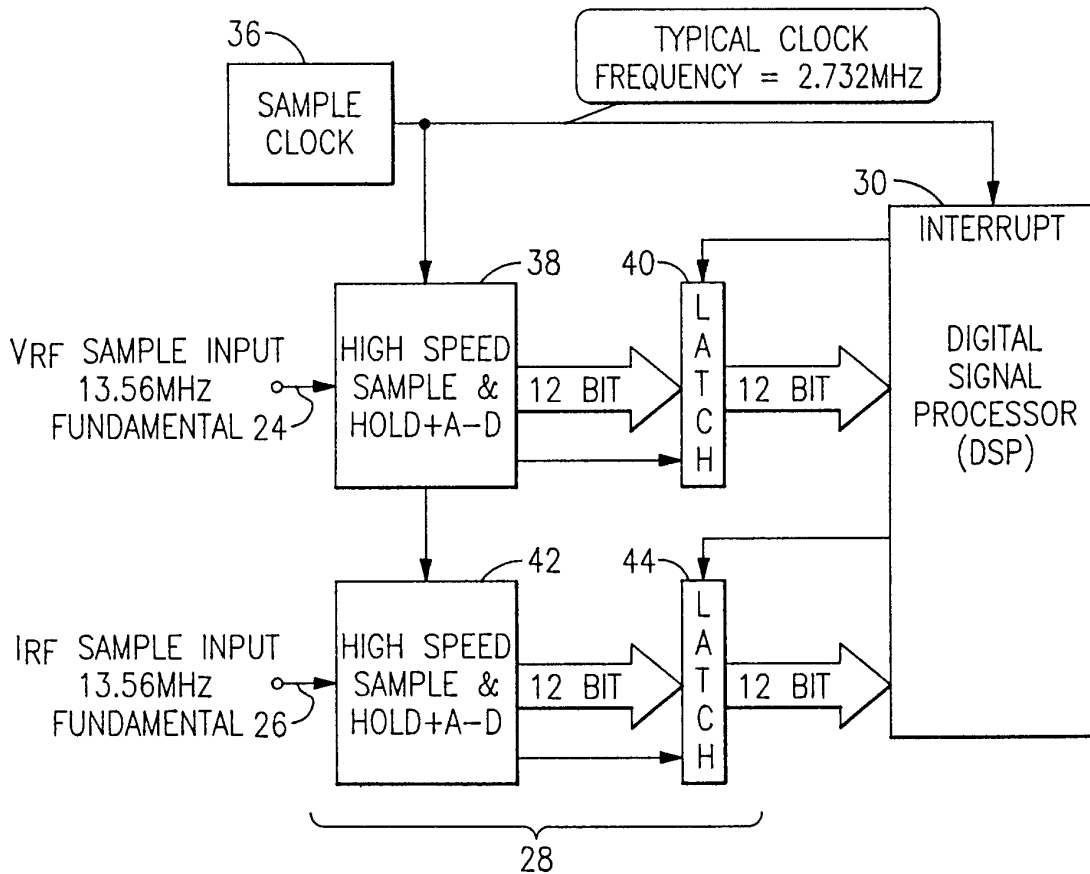 36
SAMPLE
CLOCK
TYPICAL CLOCK
FREQUENCY = 2.732MHz
30
INTERRUPT
DIGITAL
SIGNAL
PROCESSOR
(DSP)
38
40
VRF SAMPLE INPUT
13.56MHz
FUNDAMENTAL 24
HIGH SPEED
SAMPLE &
HOLD+A-D
12 BIT
LATCH
12 BIT
42
44
IRF SAMPLE INPUT
13.56MHz
FUNDAMENTAL 26
HIGH SPEED
SAMPLE &
HOLD+A-D
12 BIT
LATCH
12 BIT
28